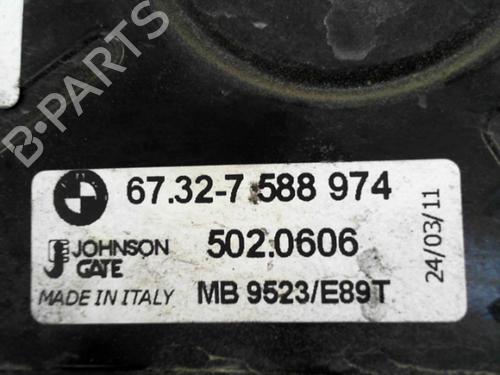 B-PARTS
67.32-7 588 974
JOHNSON
GATE
502.0606
MADE IN ITALY
MB 9523/E89T
24/03/11